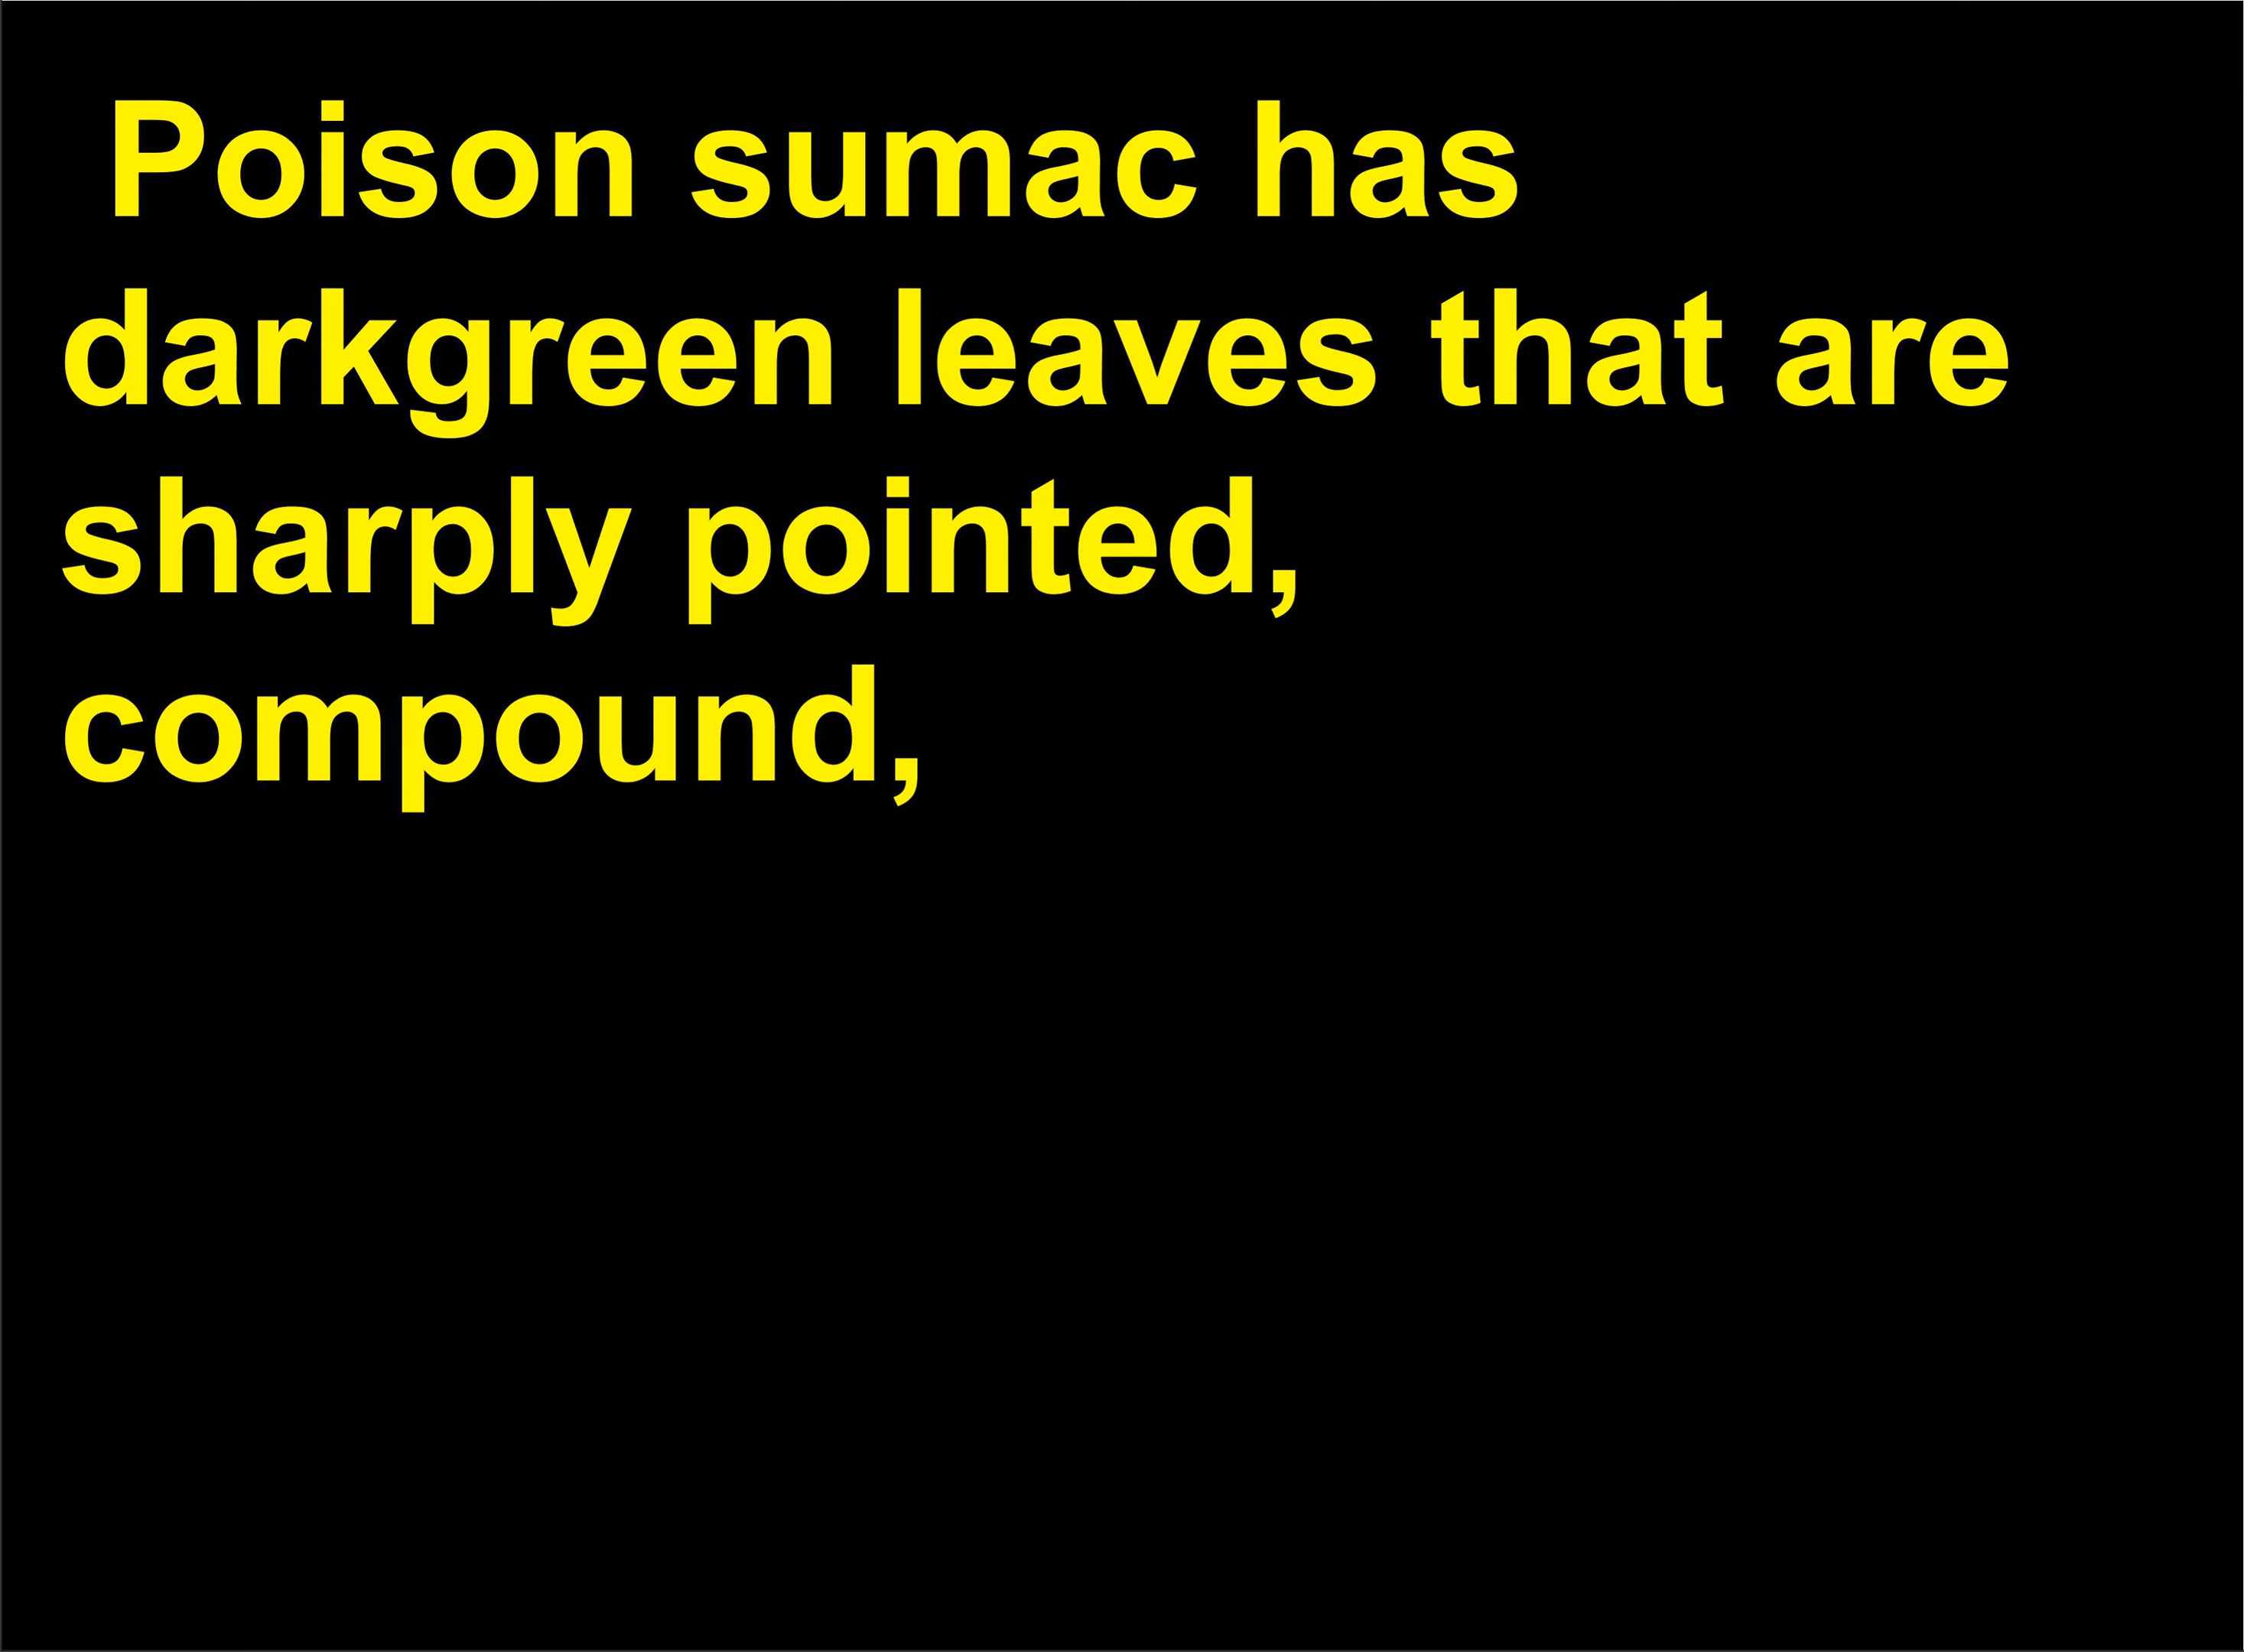 Poison sumac has
darkgreen leaves that are
sharply pointed,
compound,